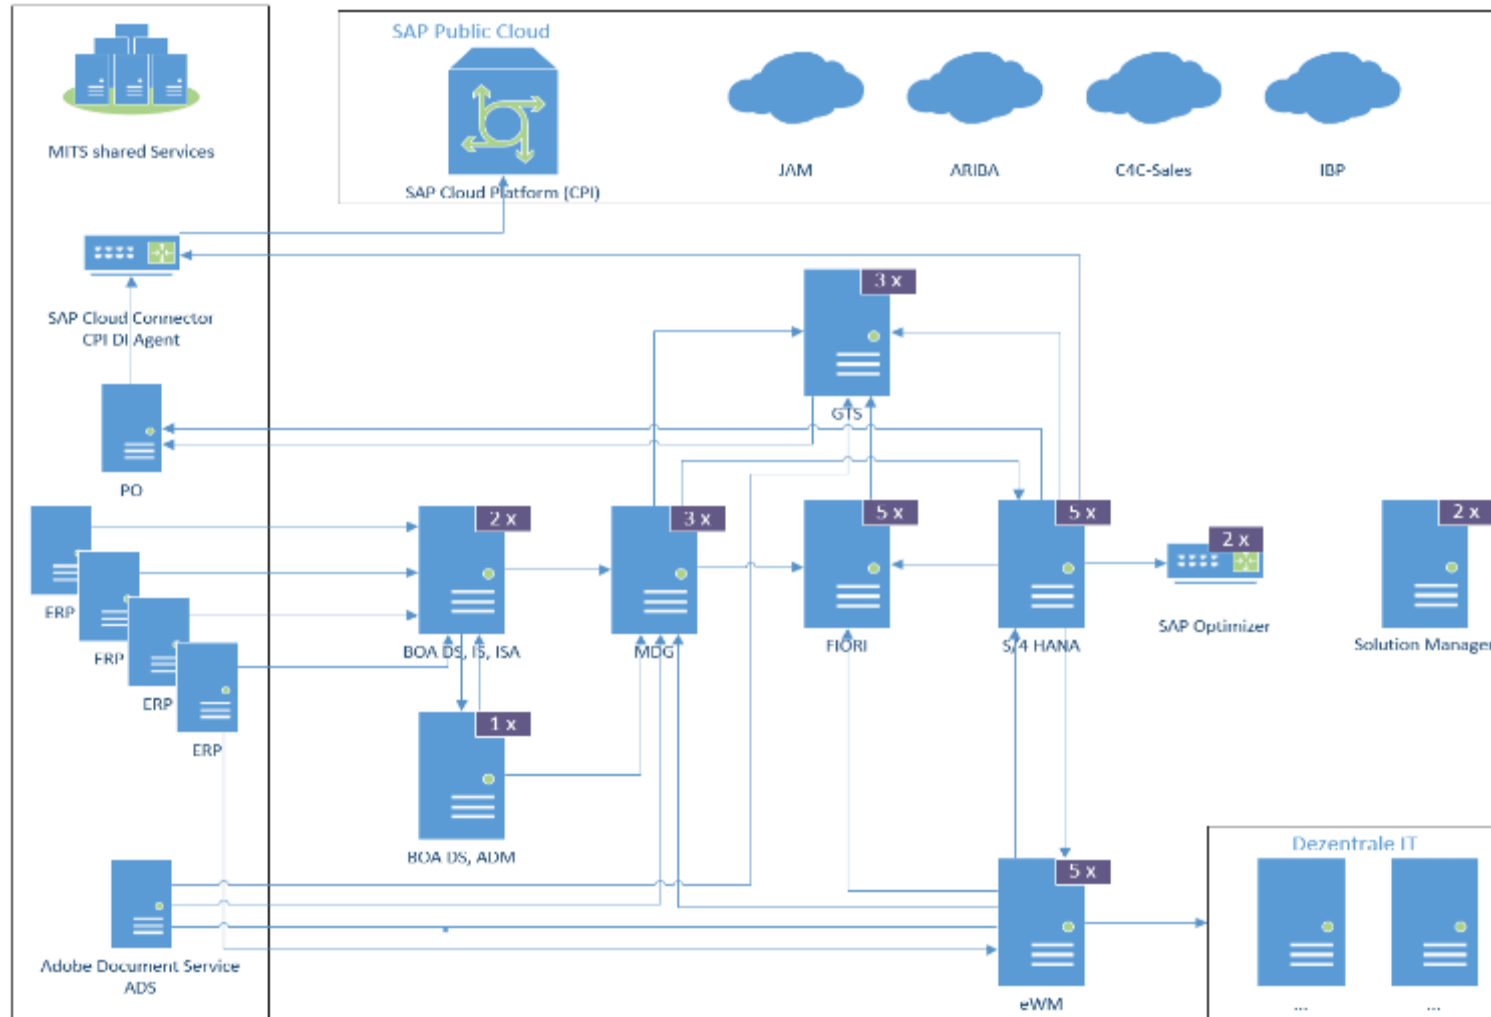 SAP Public Cloud
MITS shared Services
SAP Cloud Platform (CPI)
JAM
ARIBA
C4C-Sales
IBP
SAP Cloud Connector
CPI DI Agent
3 x
GTS
PO
2 x
3 x
5 x
5 x
2 x
2 x
ERP
ERP
ERP
ERP
BOA DS, IS, ISA
MDG
FIORI
S/4 HANA
SAP Optimizer
Solution Manager
1 x
BOA DS, ADM
5 x
Dezentrale IT
Adobe Document Service
ADS
eWM
...
...